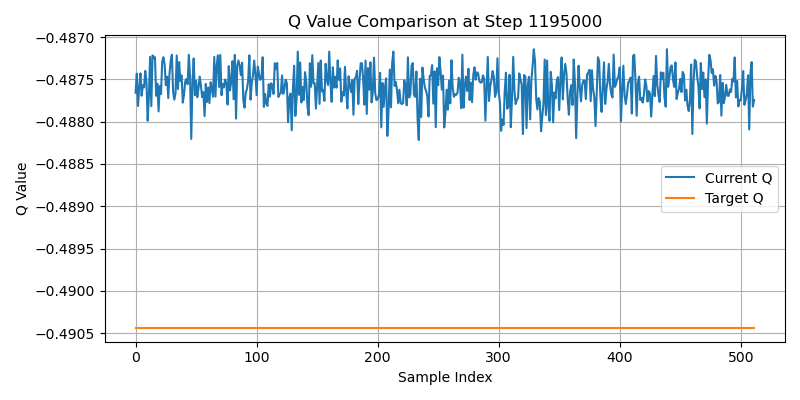 Q Value Comparison at Step 1195000
−0.4870
−0.4875
−0.4880
−0.4885
−0.4890
−0.4895
−0.4900
−0.4905
Q Value
Current Q
Target Q
0 100 200 300 400 500
Sample Index